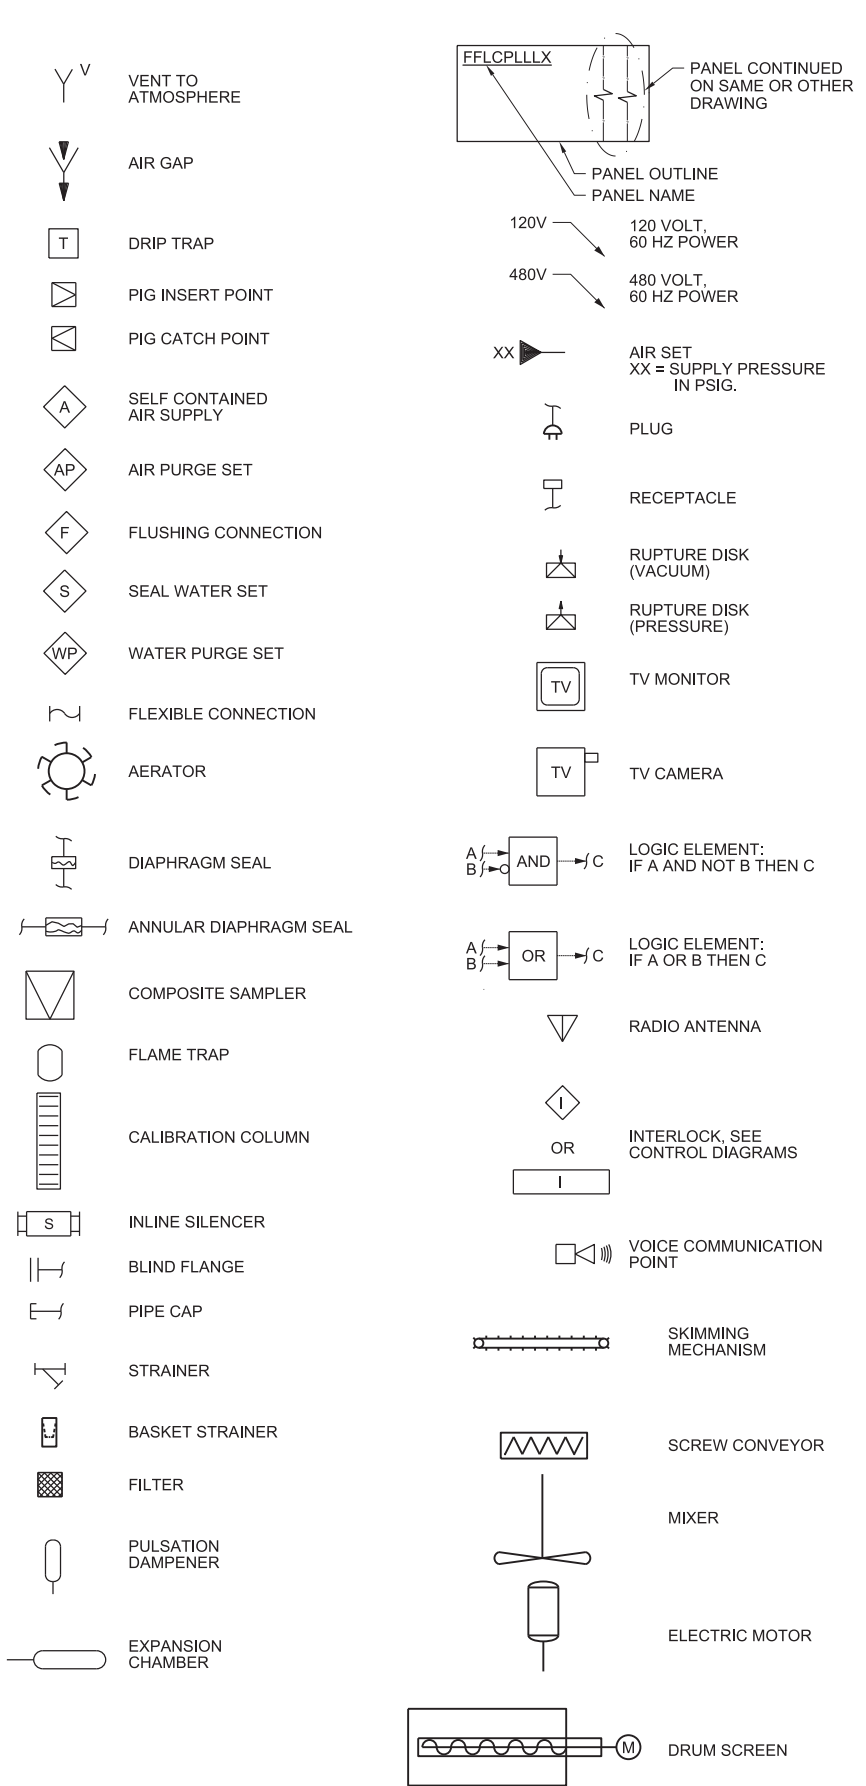 V
VENT TO
ATMOSPHERE
AIR GAP
T
DRIP TRAP
PIG INSERT POINT
PIG CATCH POINT
A
SELF CONTAINED
AIR SUPPLY
AP
AIR PURGE SET
F
FLUSHING CONNECTION
S
SEAL WATER SET
WP
WATER PURGE SET
FLEXIBLE CONNECTION
AERATOR
DIAPHRAGM SEAL
ANNULAR DIAPHRAGM SEAL
COMPOSITE SAMPLER
FLAME TRAP
CALIBRATION COLUMN
S
INLINE SILENCER
BLIND FLANGE
PIPE CAP
STRAINER
BASKET STRAINER
FILTER
PULSATION
DAMPENER
EXPANSION
CHAMBER
FFLCPLLLX
PANEL CONTINUED
ON SAME OR OTHER
DRAWING
PANEL OUTLINE
PANEL NAME
120V
120 VOLT,
60 HZ POWER
480V
480 VOLT,
60 HZ POWER
XX
AIR SET
XX = SUPPLY PRESSURE
IN PSIG.
PLUG
RECEPTACLE
RUPTURE DISK
(VACUUM)
RUPTURE DISK
(PRESSURE)
TV
TV MONITOR
TV
TV CAMERA
A
B
AND
C
LOGIC ELEMENT:
IF A AND NOT B THEN C
A
B
OR
C
LOGIC ELEMENT:
IF A OR B THEN C
RADIO ANTENNA
I
OR
I
INTERLOCK, SEE
CONTROL DIAGRAMS
VOICE COMMUNICATION
POINT
SKIMMING
MECHANISM
SCREW CONVEYOR
MIXER
ELECTRIC MOTOR
M
DRUM SCREEN